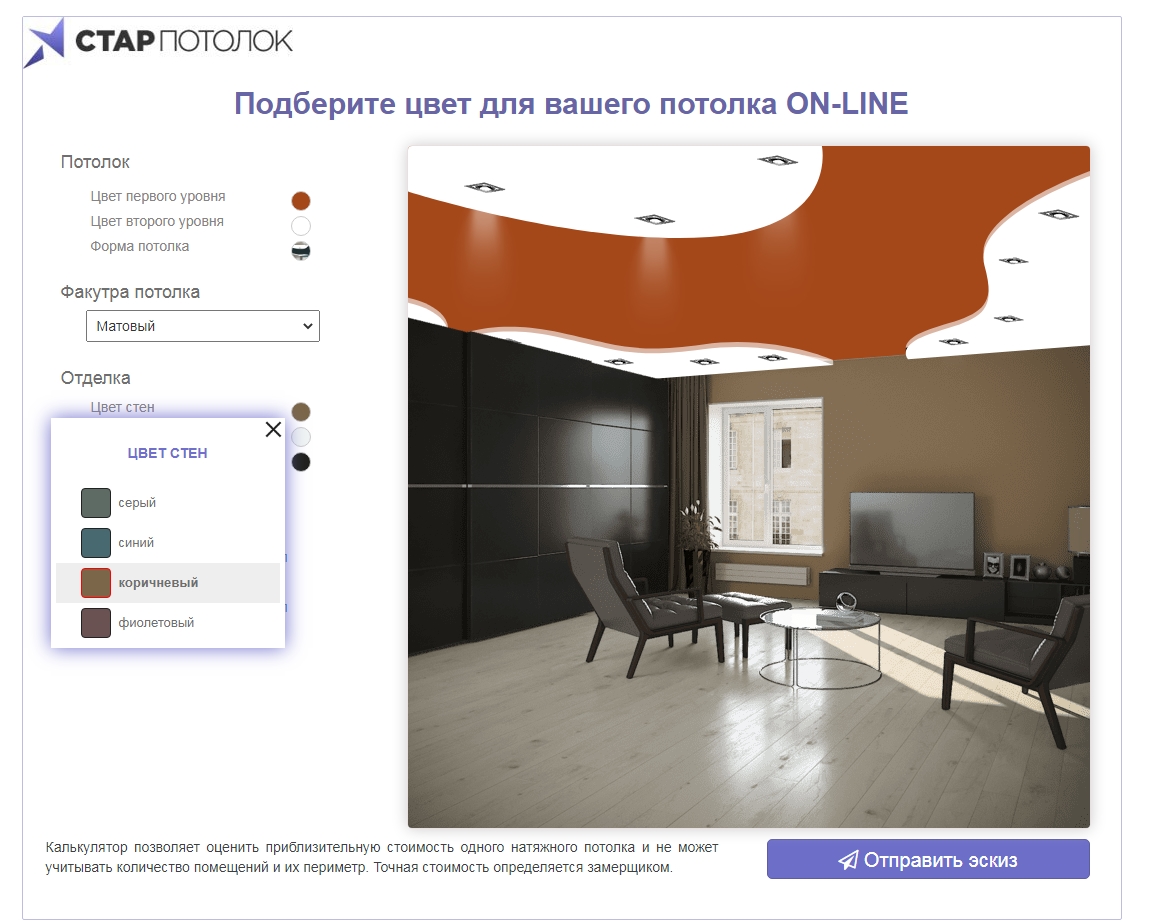 СТАР ПОТОЛОК
Подберите цвет для вашего потолка ON-LINE
Потолок
Цвет первого уровня
Цвет второго уровня
Форма потолка
Факутра потолка
Матовый
Отделка
Цвет стен
ЦВЕТ СТЕН
серый
синий
коричневый
фиолетовый
Калькулятор позволяет оценить приблизительную стоимость одного натяжного потолка и не может
учитывать количество помещений и их периметр. Точная стоимость определяется замерщиком.
Отправить эскиз